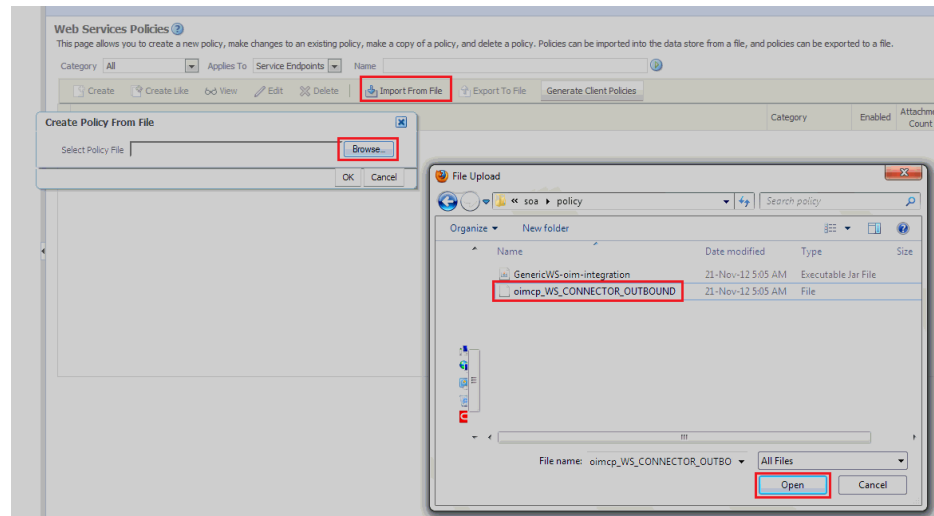 Web Services Policies
This page allows you to create a new policy, make changes to an existing policy, make a copy of a policy, and delete a policy. Policies can be imported into the data store from a file, and policies can be exported to a file.
Category All Applies To Service Endpoints Name
Create Create Like View Edit Delete Import From File Export To File Generate Client Policies
Category Enabled Attachme
Count
Create Policy From File
Select Policy File Browse...
OK Cancel
File Upload
« soa policy Search policy
Organize New folder
Name Date modified Type Size
GenericWS-oim-integration 21-Nov-12 5:05 AM Executable Jar File
oimcp_WS_CONNECTOR_OUTBOUND 21-Nov-12 5:05 AM File
File name: oimcp_WS_CONNECTOR_OUTBO All Files
Open Cancel